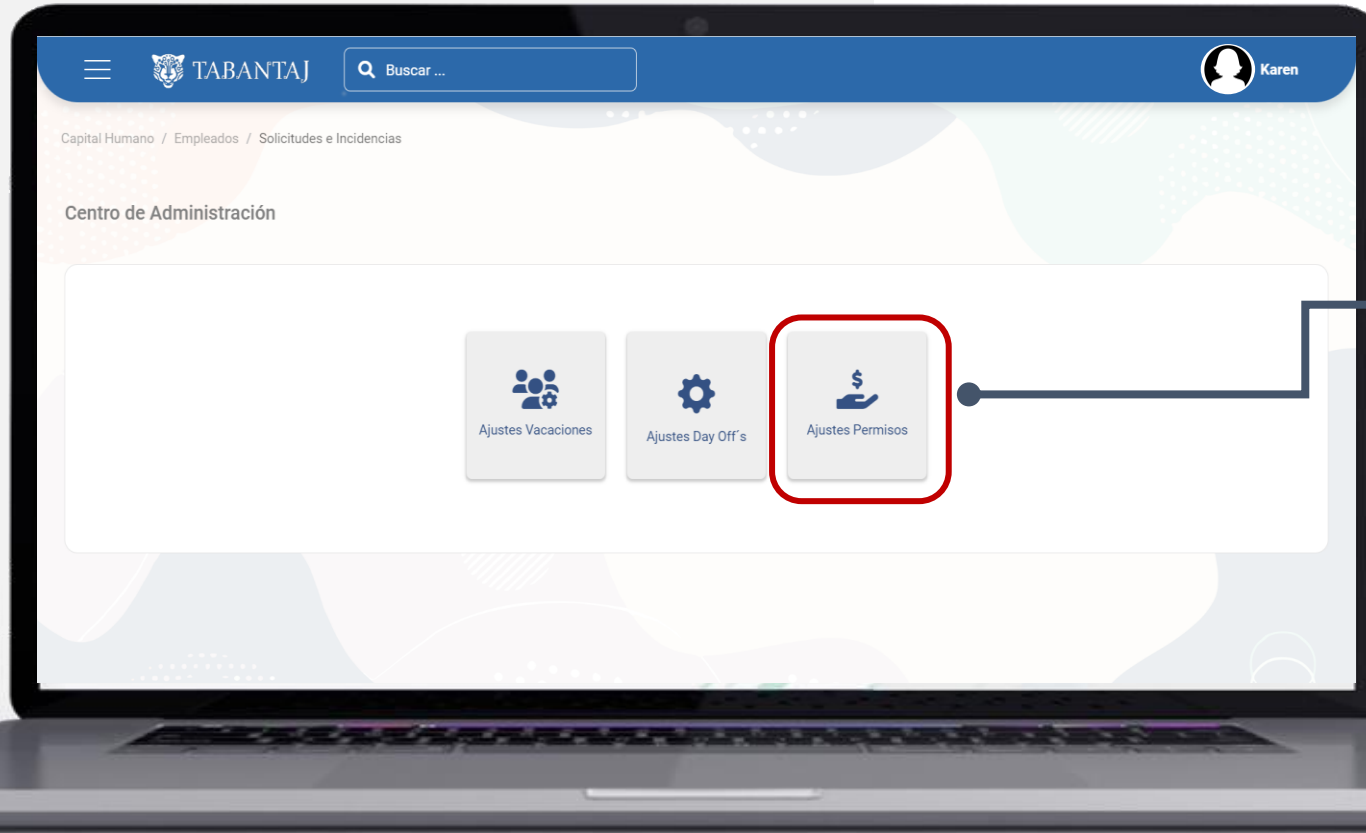 TABANTAJ
Buscar ...
Karen
Capital Humano / Empleados / Solicitudes e Incidencias
Centro de Administración
Ajustes Vacaciones
Ajustes Day Off´s
$
Ajustes Permisos